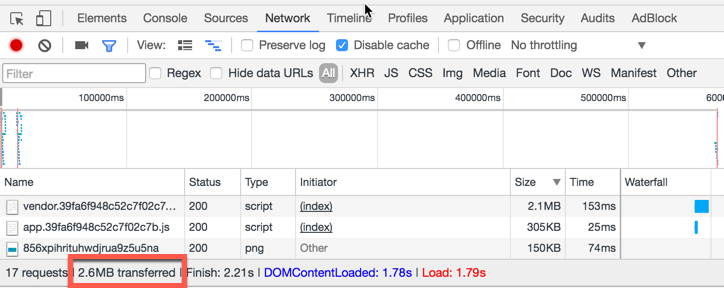 Elements Console Sources Network Timeline Profiles Application Security Audits AdBlock
View: Preserve log Disable cache Offline No throttling
Filter Regex Hide data URLs All XHR JS CSS Img Media Font Doc WS Manifest Other
100000ms 200000ms 300000ms 400000ms 500000ms 6000
Name Status Type Initiator Size Time Waterfall
vendor.39fa6f948c52c7f02c7... 200 script (index) 2.1MB 153ms
app.39fa6f948c52c7f02c7b.js 200 script (index) 305KB 25ms
856xpihrituhwdjrua9z5u5na 200 png Other 150KB 74ms
17 requests | 2.6MB transferred | Finish: 2.21s | DOMContentLoaded: 1.78s | Load: 1.79s